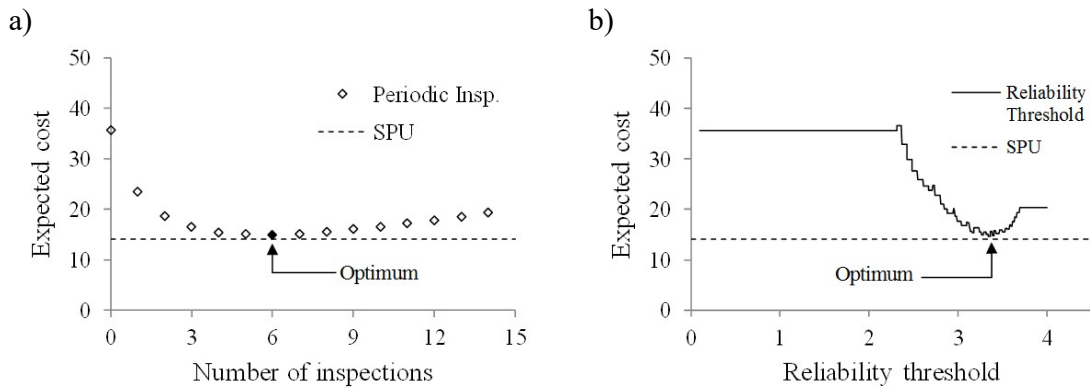 a)
50
40
30
20
10
0
Expected cost
Periodic Insp.
SPU
Optimum
0 3 6 9 12 15
Number of inspections
b)
50
40
30
20
10
0
Expected cost
Reliability
Threshold
SPU
Optimum
0 1 2 3 4
Reliability threshold